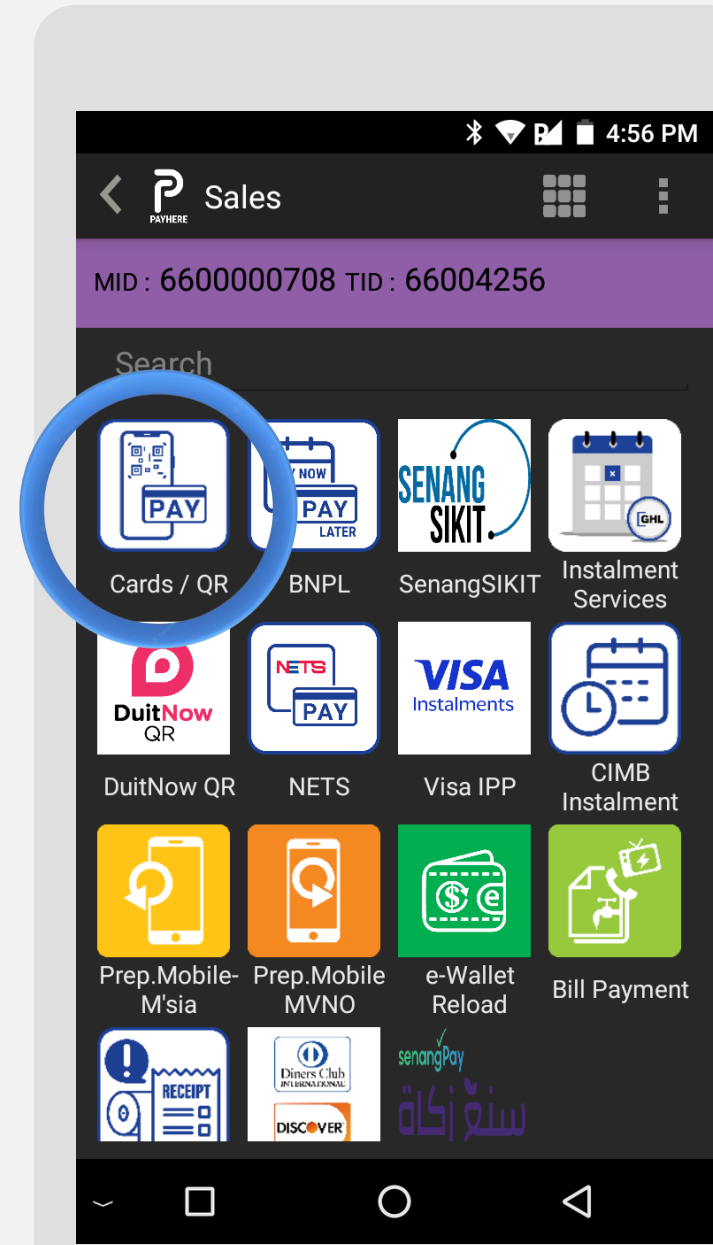 4:56 PM
PAYHERE
Sales
MID : 6600000708 TID : 66004256
Search
PAY
Cards / QR
NOW
PAY
LATER
BNPL
SENANG
SIKIT.
SenangSIKIT
GHL
Instalment
Services
DuitNow
QR
DuitNow QR
NETS
PAY
NETS
VISA
Instalments
Visa IPP
CIMB
Instalment
Prep.Mobile-
M'sia
Prep.Mobile
MVNO
$ e
e-Wallet
Reload
Bill Payment
RECEIPT
Diners Club
INTERNATIONAL
DISCOVER
senangPay
سنڠ زكاة